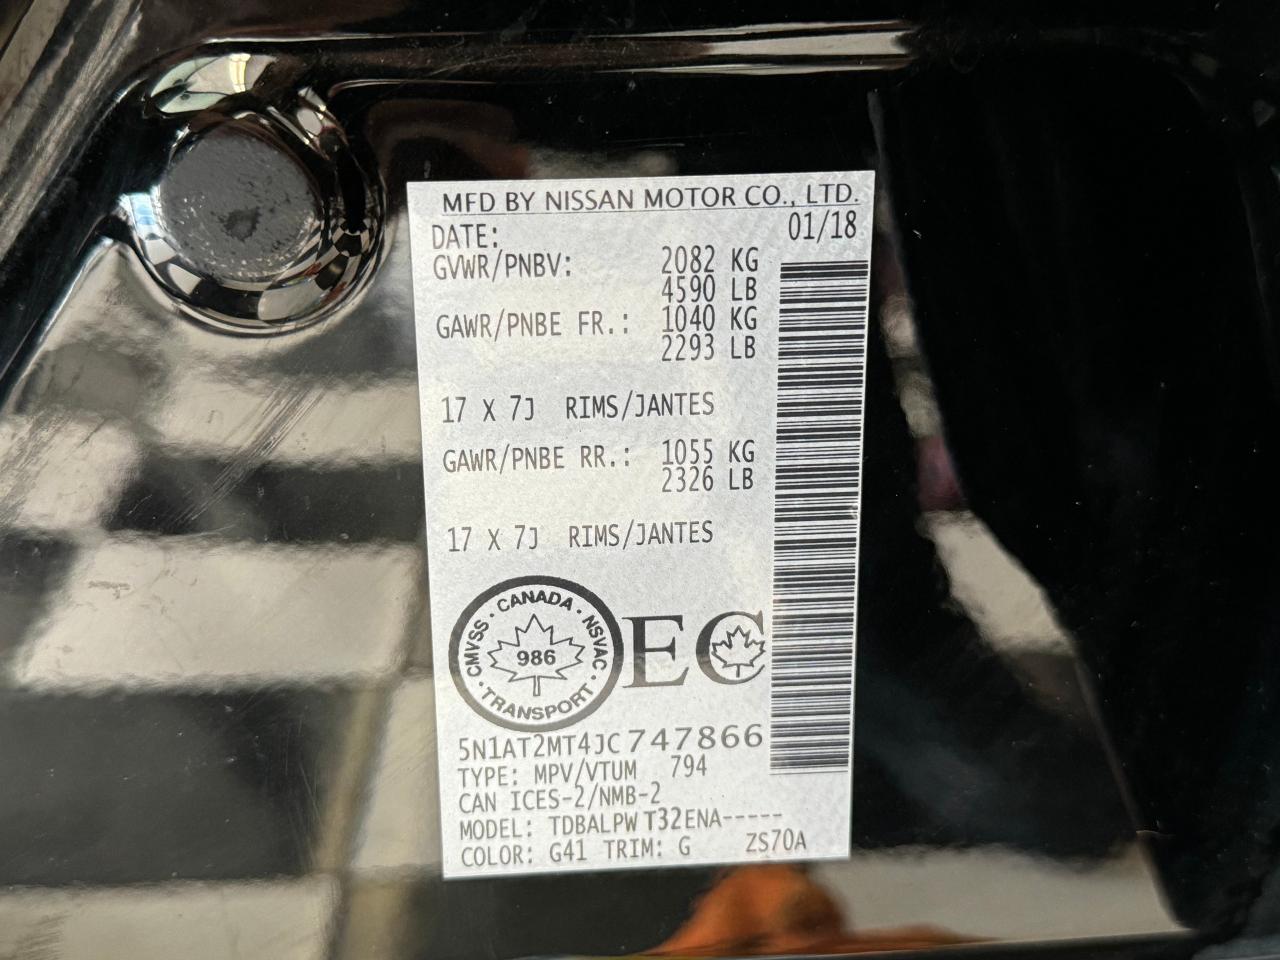 MFD BY NISSAN MOTOR CO., LTD.
DATE: 01/18
GVWR/PNBV: 2082 KG
4590 LB
GAWR/PNBE FR.: 1040 KG
2293 LB
17 X 7J RIMS/JANTES
GAWR/PNBE RR.: 1055 KG
2326 LB
17 X 7J RIMS/JANTES
CMVSS · CANADA · NSVAC · TRANSPORT ·
986
EC
5N1AT2MT4JC747866
TYPE: MPV/VTUM 794
CAN ICES-2/NMB-2
MODEL: TDBALPWT32ENA-----
COLOR: G41 TRIM: G ZS70A